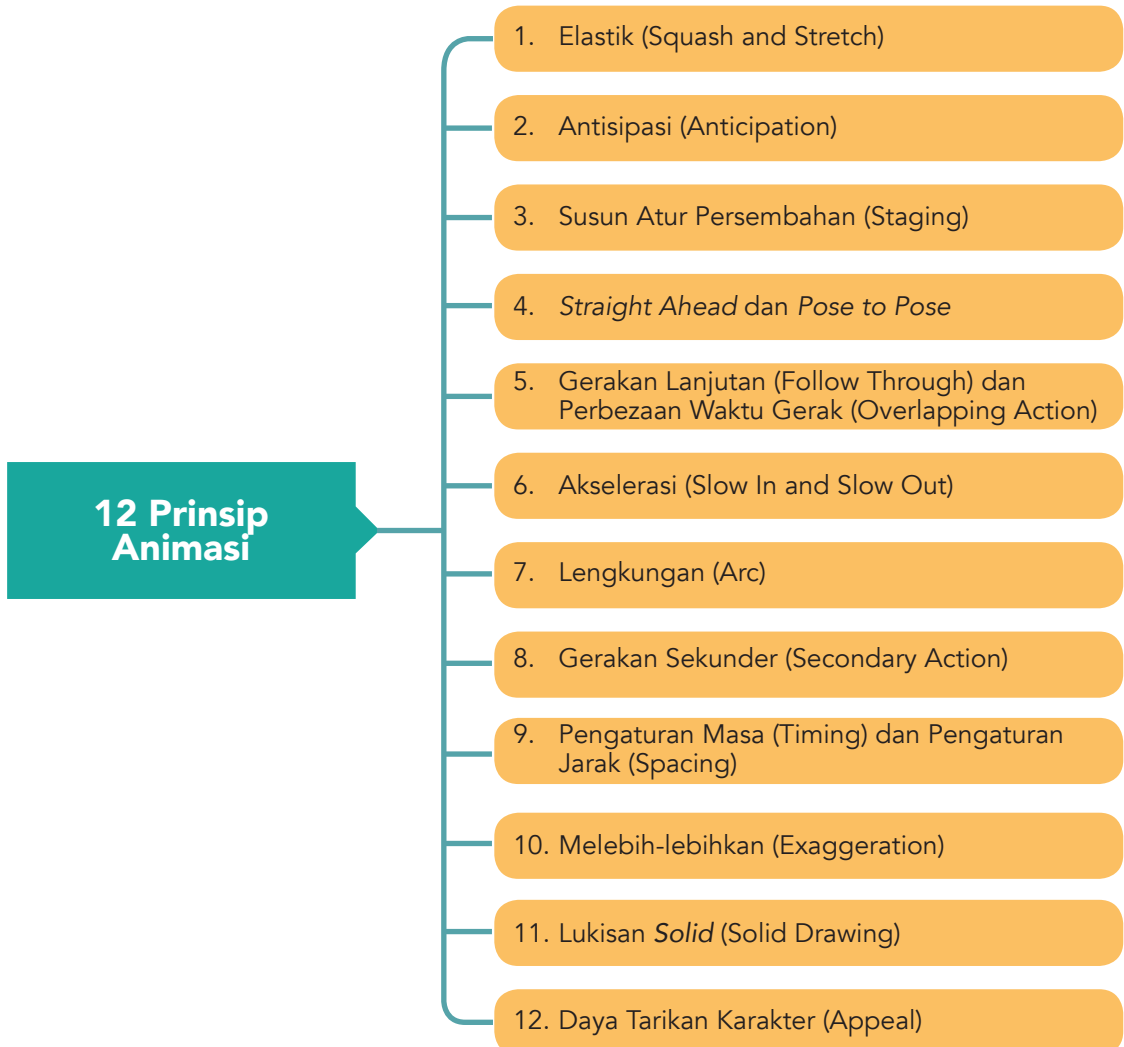 12 Prinsip
Animasi
1. Elastik (Squash and Stretch)
2. Antisipasi (Anticipation)
3. Susun Atur Persembahan (Staging)
4. Straight Ahead dan Pose to Pose
5. Gerakan Lanjutan (Follow Through) dan
Perbezaan Waktu Gerak (Overlapping Action)
6. Akselerasi (Slow In and Slow Out)
7. Lengkungan (Arc)
8. Gerakan Sekunder (Secondary Action)
9. Pengaturan Masa (Timing) dan Pengaturan
Jarak (Spacing)
10. Melebih-lebihkan (Exaggeration)
11. Lukisan Solid (Solid Drawing)
12. Daya Tarikan Karakter (Appeal)